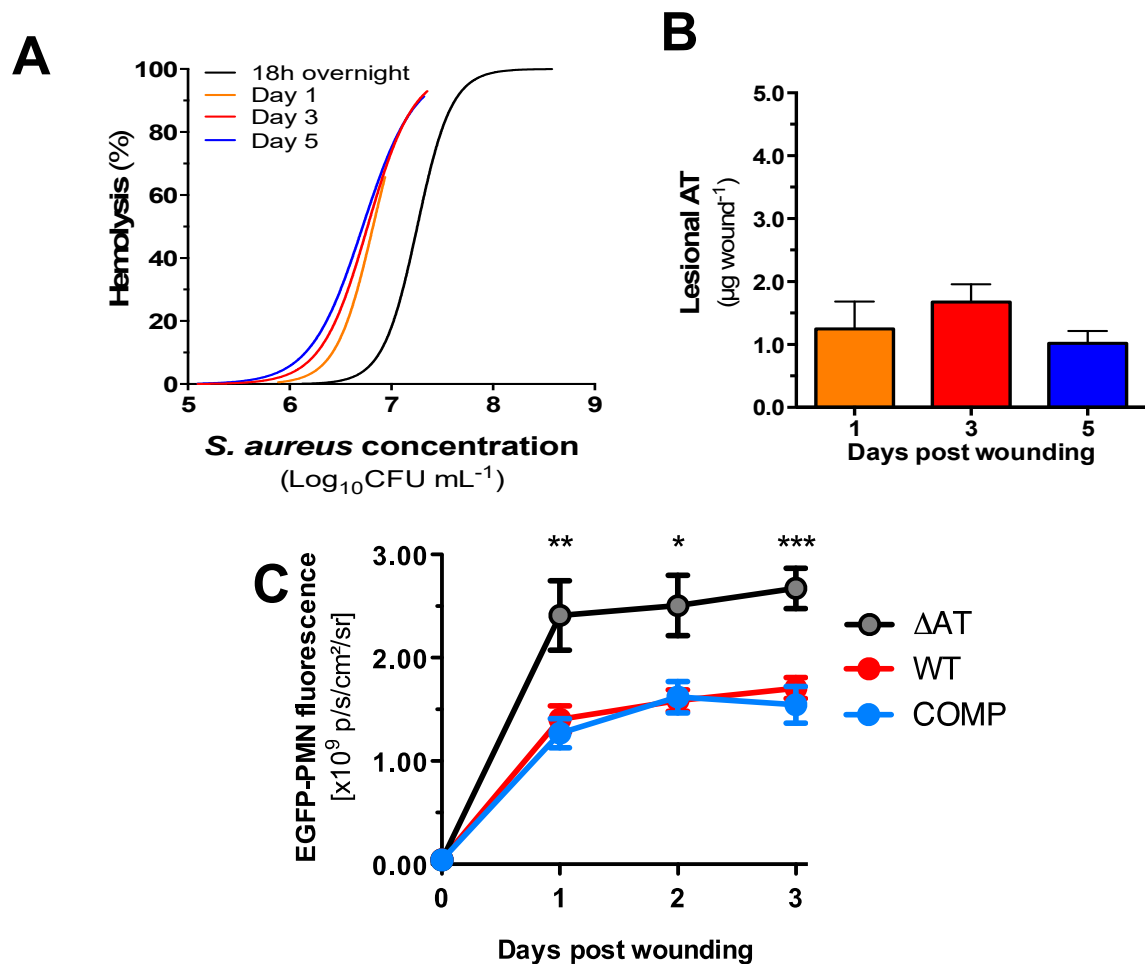 A
100
80
60
40
20
0
Hemolysis (%)
18h overnight
Day 1
Day 3
Day 5
5 6 7 8 9
S. aureus concentration
(Log₁₀CFU mL⁻¹)
B
5.0
4.0
3.0
2.0
1.0
0.0
Lesional AT
(µg wound⁻¹)
1 3 5
Days post wounding
C
3.00
2.00
1.00
0.00
EGFP-PMN fluorescence
[x10⁹ p/s/cm²/sr]
** * ***
ΔAT
WT
COMP
0 1 2 3
Days post wounding